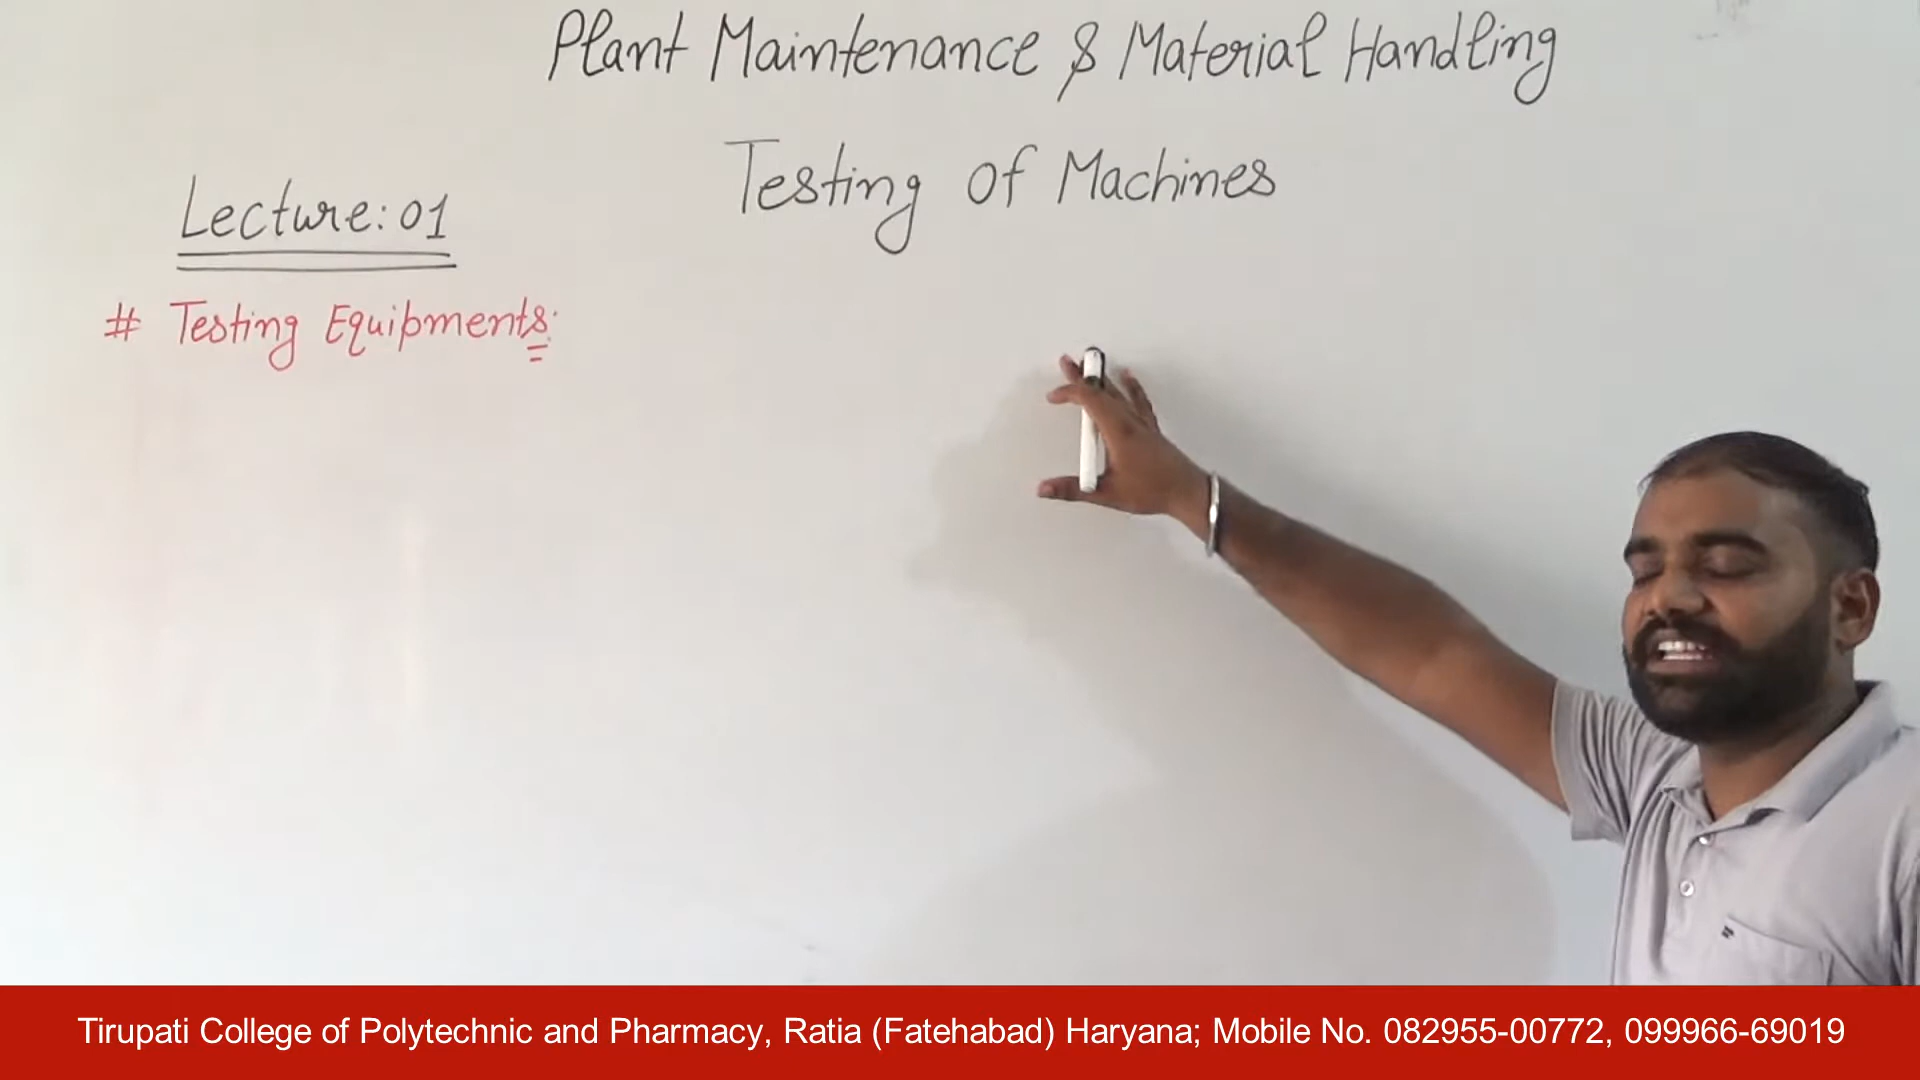 Plant Maintenance & Material Handling
Testing of Machines
Lecture: 01
# Testing Equipments:
Tirupati College of Polytechnic and Pharmacy, Ratia (Fatehabad) Haryana; Mobile No. 082955-00772, 099966-69019